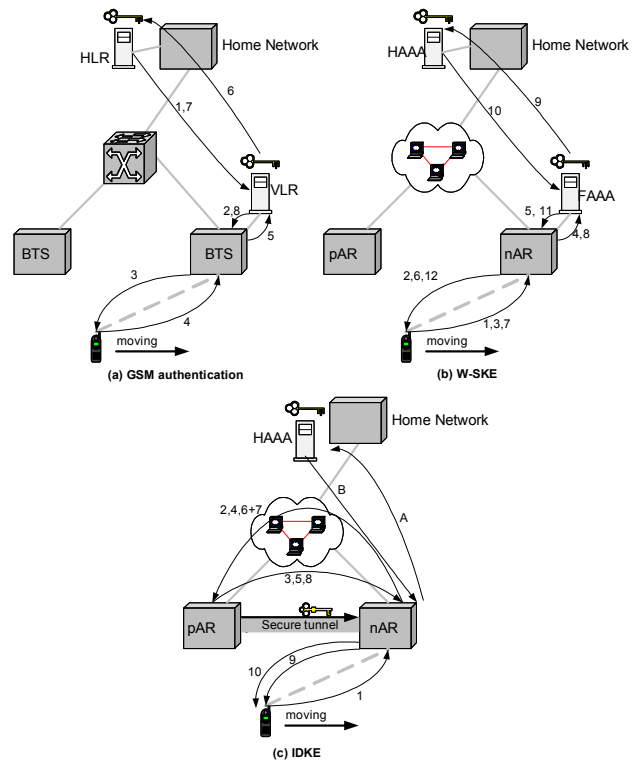 Home Network
HLR
6
1,7
VLR
2,8
BTS
BTS
5
3
4
moving
(a) GSM authentication
Home Network
HAAA
9
10
FAAA
5, 11
pAR
nAR
4,8
2,6,12
1,3,7
moving
(b) W-SKE
Home Network
HAAA
B
A
2,4,6+7
3,5,8
pAR
nAR
Secure tunnel
10
9
1
moving
(c) IDKE